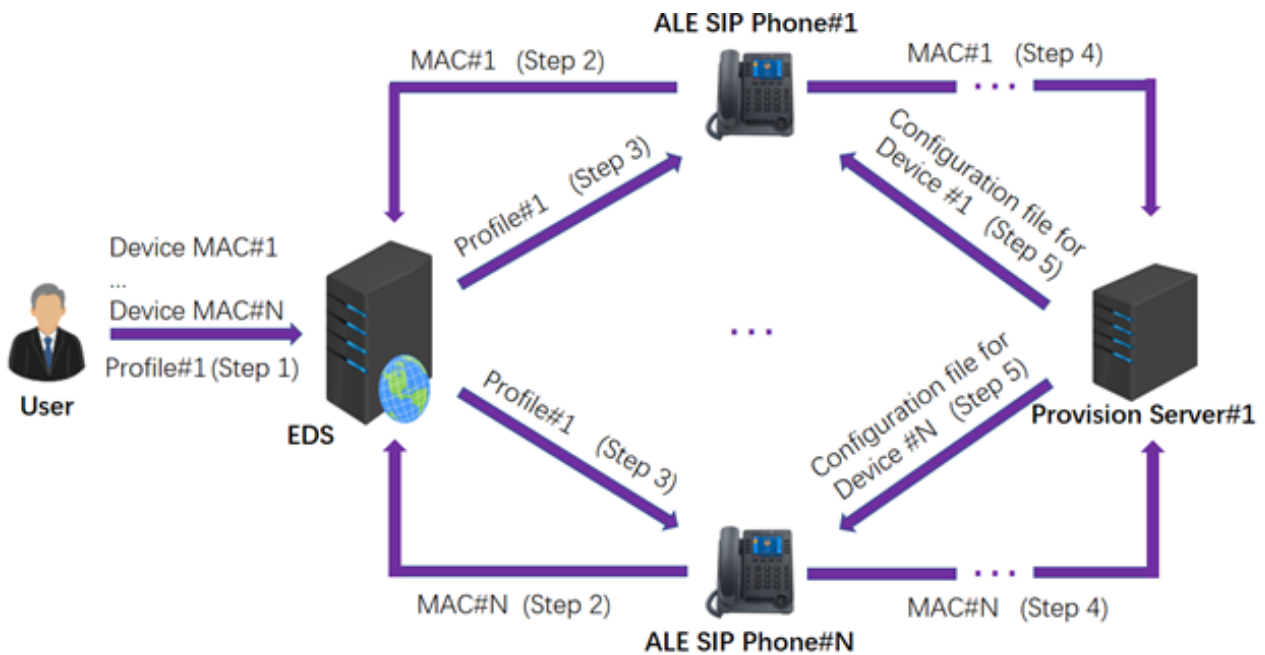 ALE SIP Phone#1
MAC#1 (Step 2)
MAC#1 (Step 4)
...
Profile#1 (Step 3)
Configuration file for
Device #1 (Step 5)
Device MAC#1
...
Device MAC#N
Profile#1 (Step 1)
User
EDS
...
Provision Server#1
Profile#1 (Step 3)
Configuration file for
Device #N (Step 5)
MAC#N (Step 2)
...
MAC#N (Step 4)
ALE SIP Phone#N